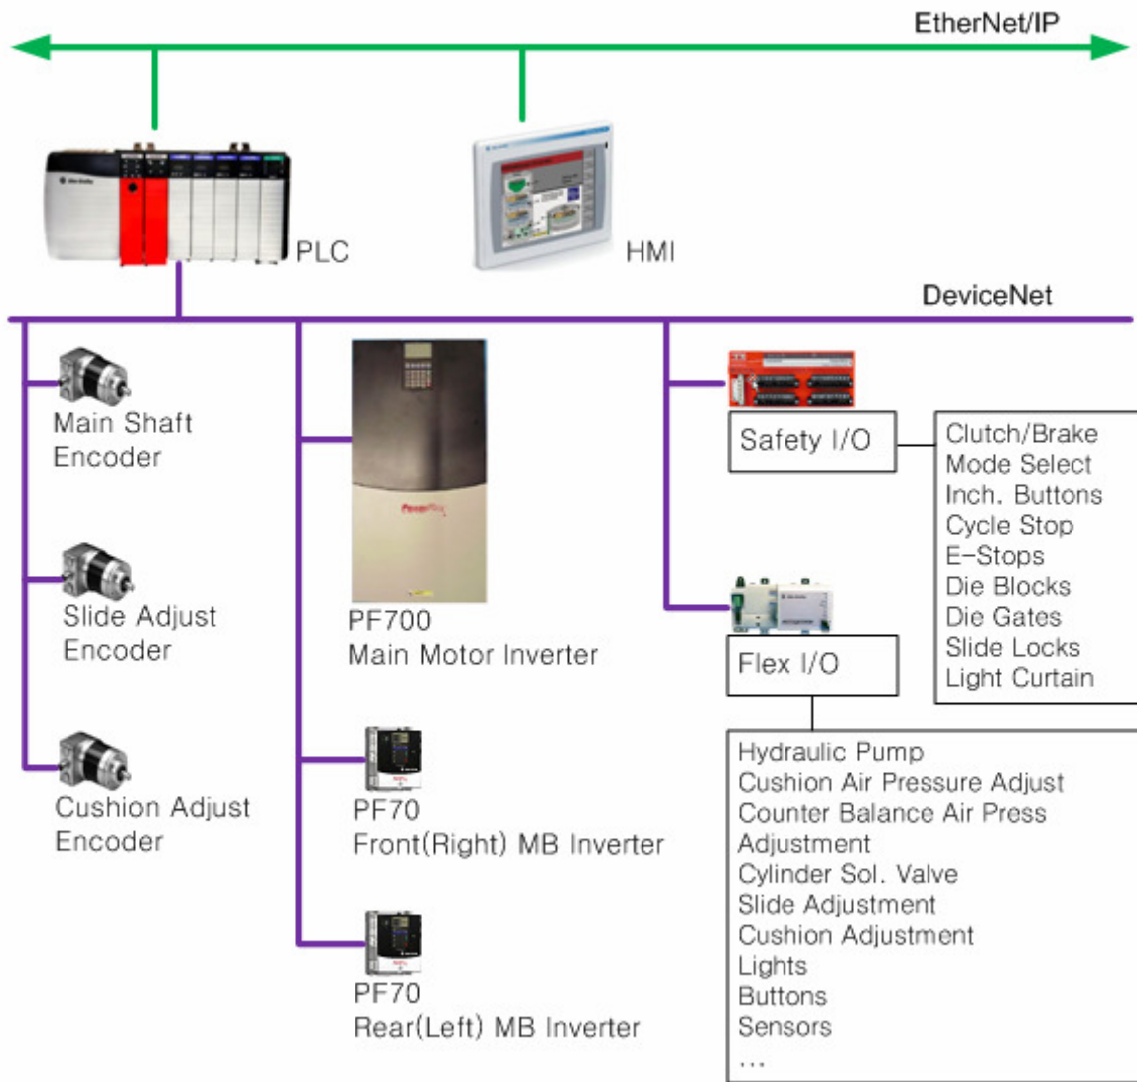 EtherNet/IP
PLC
HMI
DeviceNet
Main Shaft
Encoder
Slide Adjust
Encoder
Cushion Adjust
Encoder
PF700
Main Motor Inverter
PF70
Front(Right) MB Inverter
PF70
Rear(Left) MB Inverter
Safety I/O
Clutch/Brake
Mode Select
Inch. Buttons
Cycle Stop
E-Stops
Die Blocks
Die Gates
Slide Locks
Light Curtain
Flex I/O
Hydraulic Pump
Cushion Air Pressure Adjust
Counter Balance Air Press
Adjustment
Cylinder Sol. Valve
Slide Adjustment
Cushion Adjustment
Lights
Buttons
Sensors
...